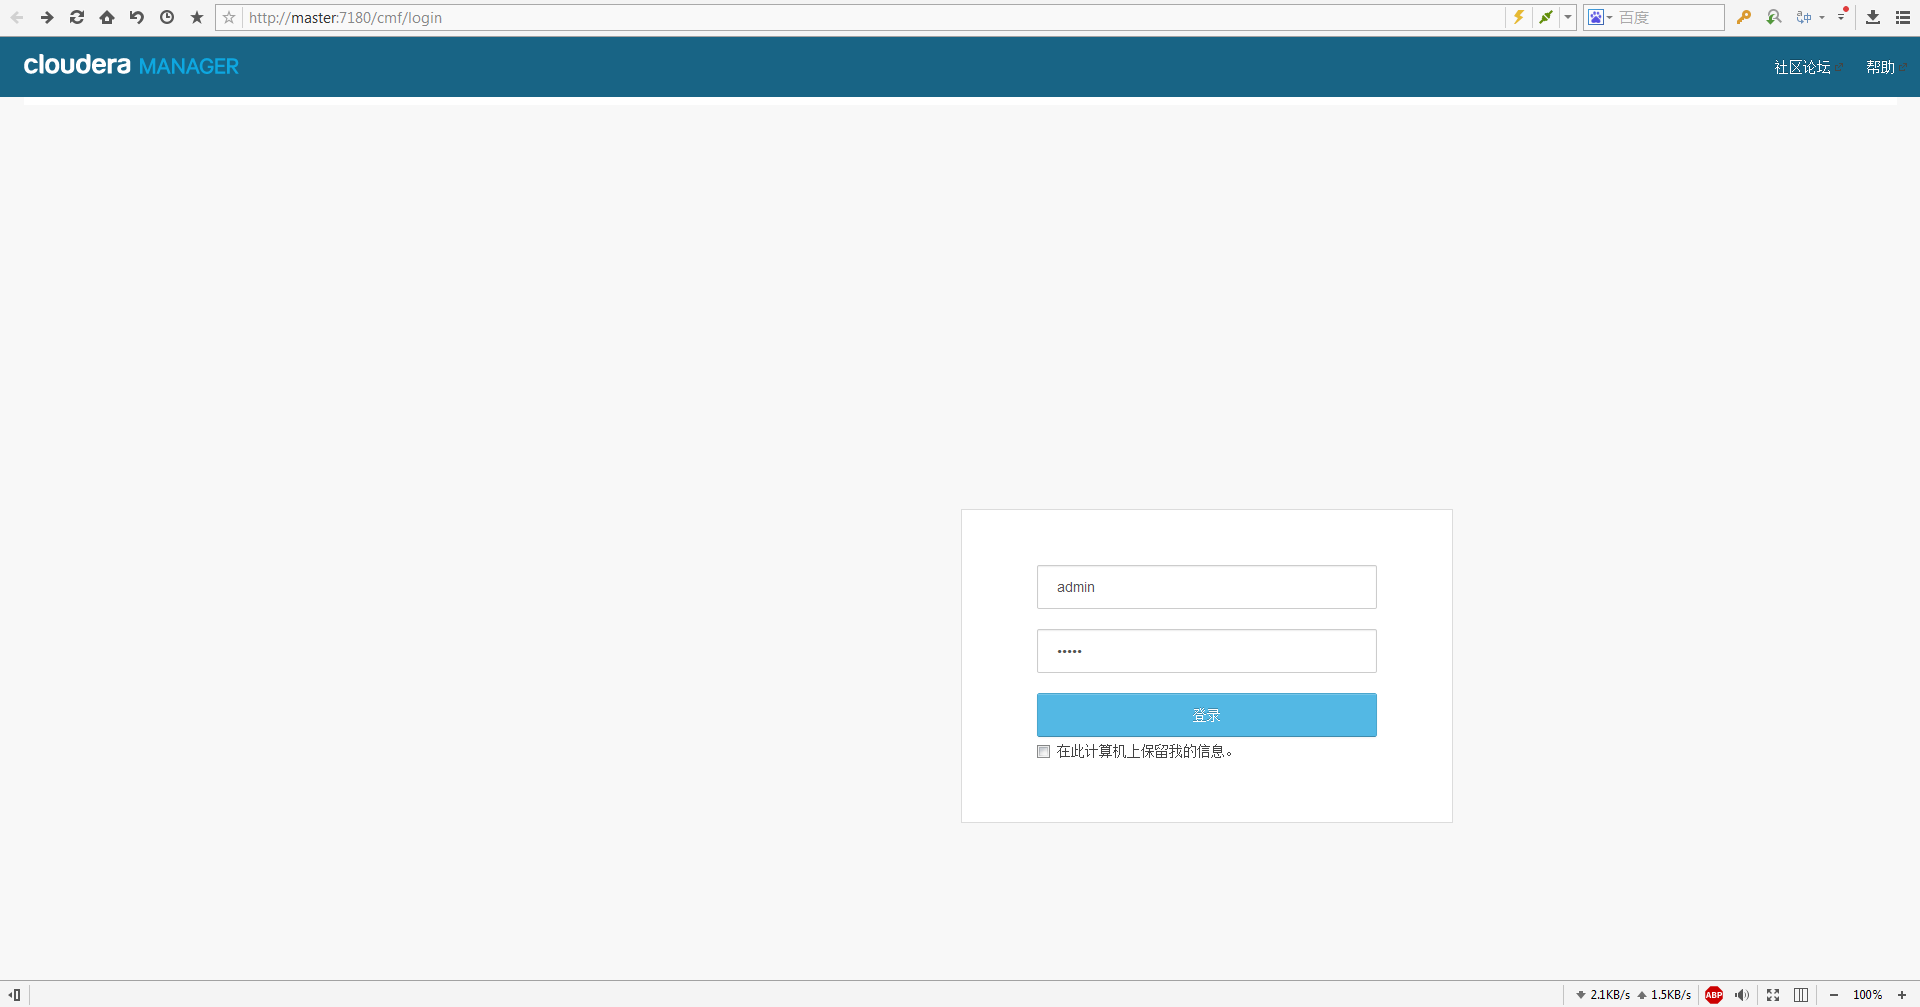 http://master:7180/cmf/login
百度
cloudera MANAGER
社区论坛
帮助
admin
•••••
登录
在此计算机上保留我的信息。
2.1KB/s
1.5KB/s
ABP
100%